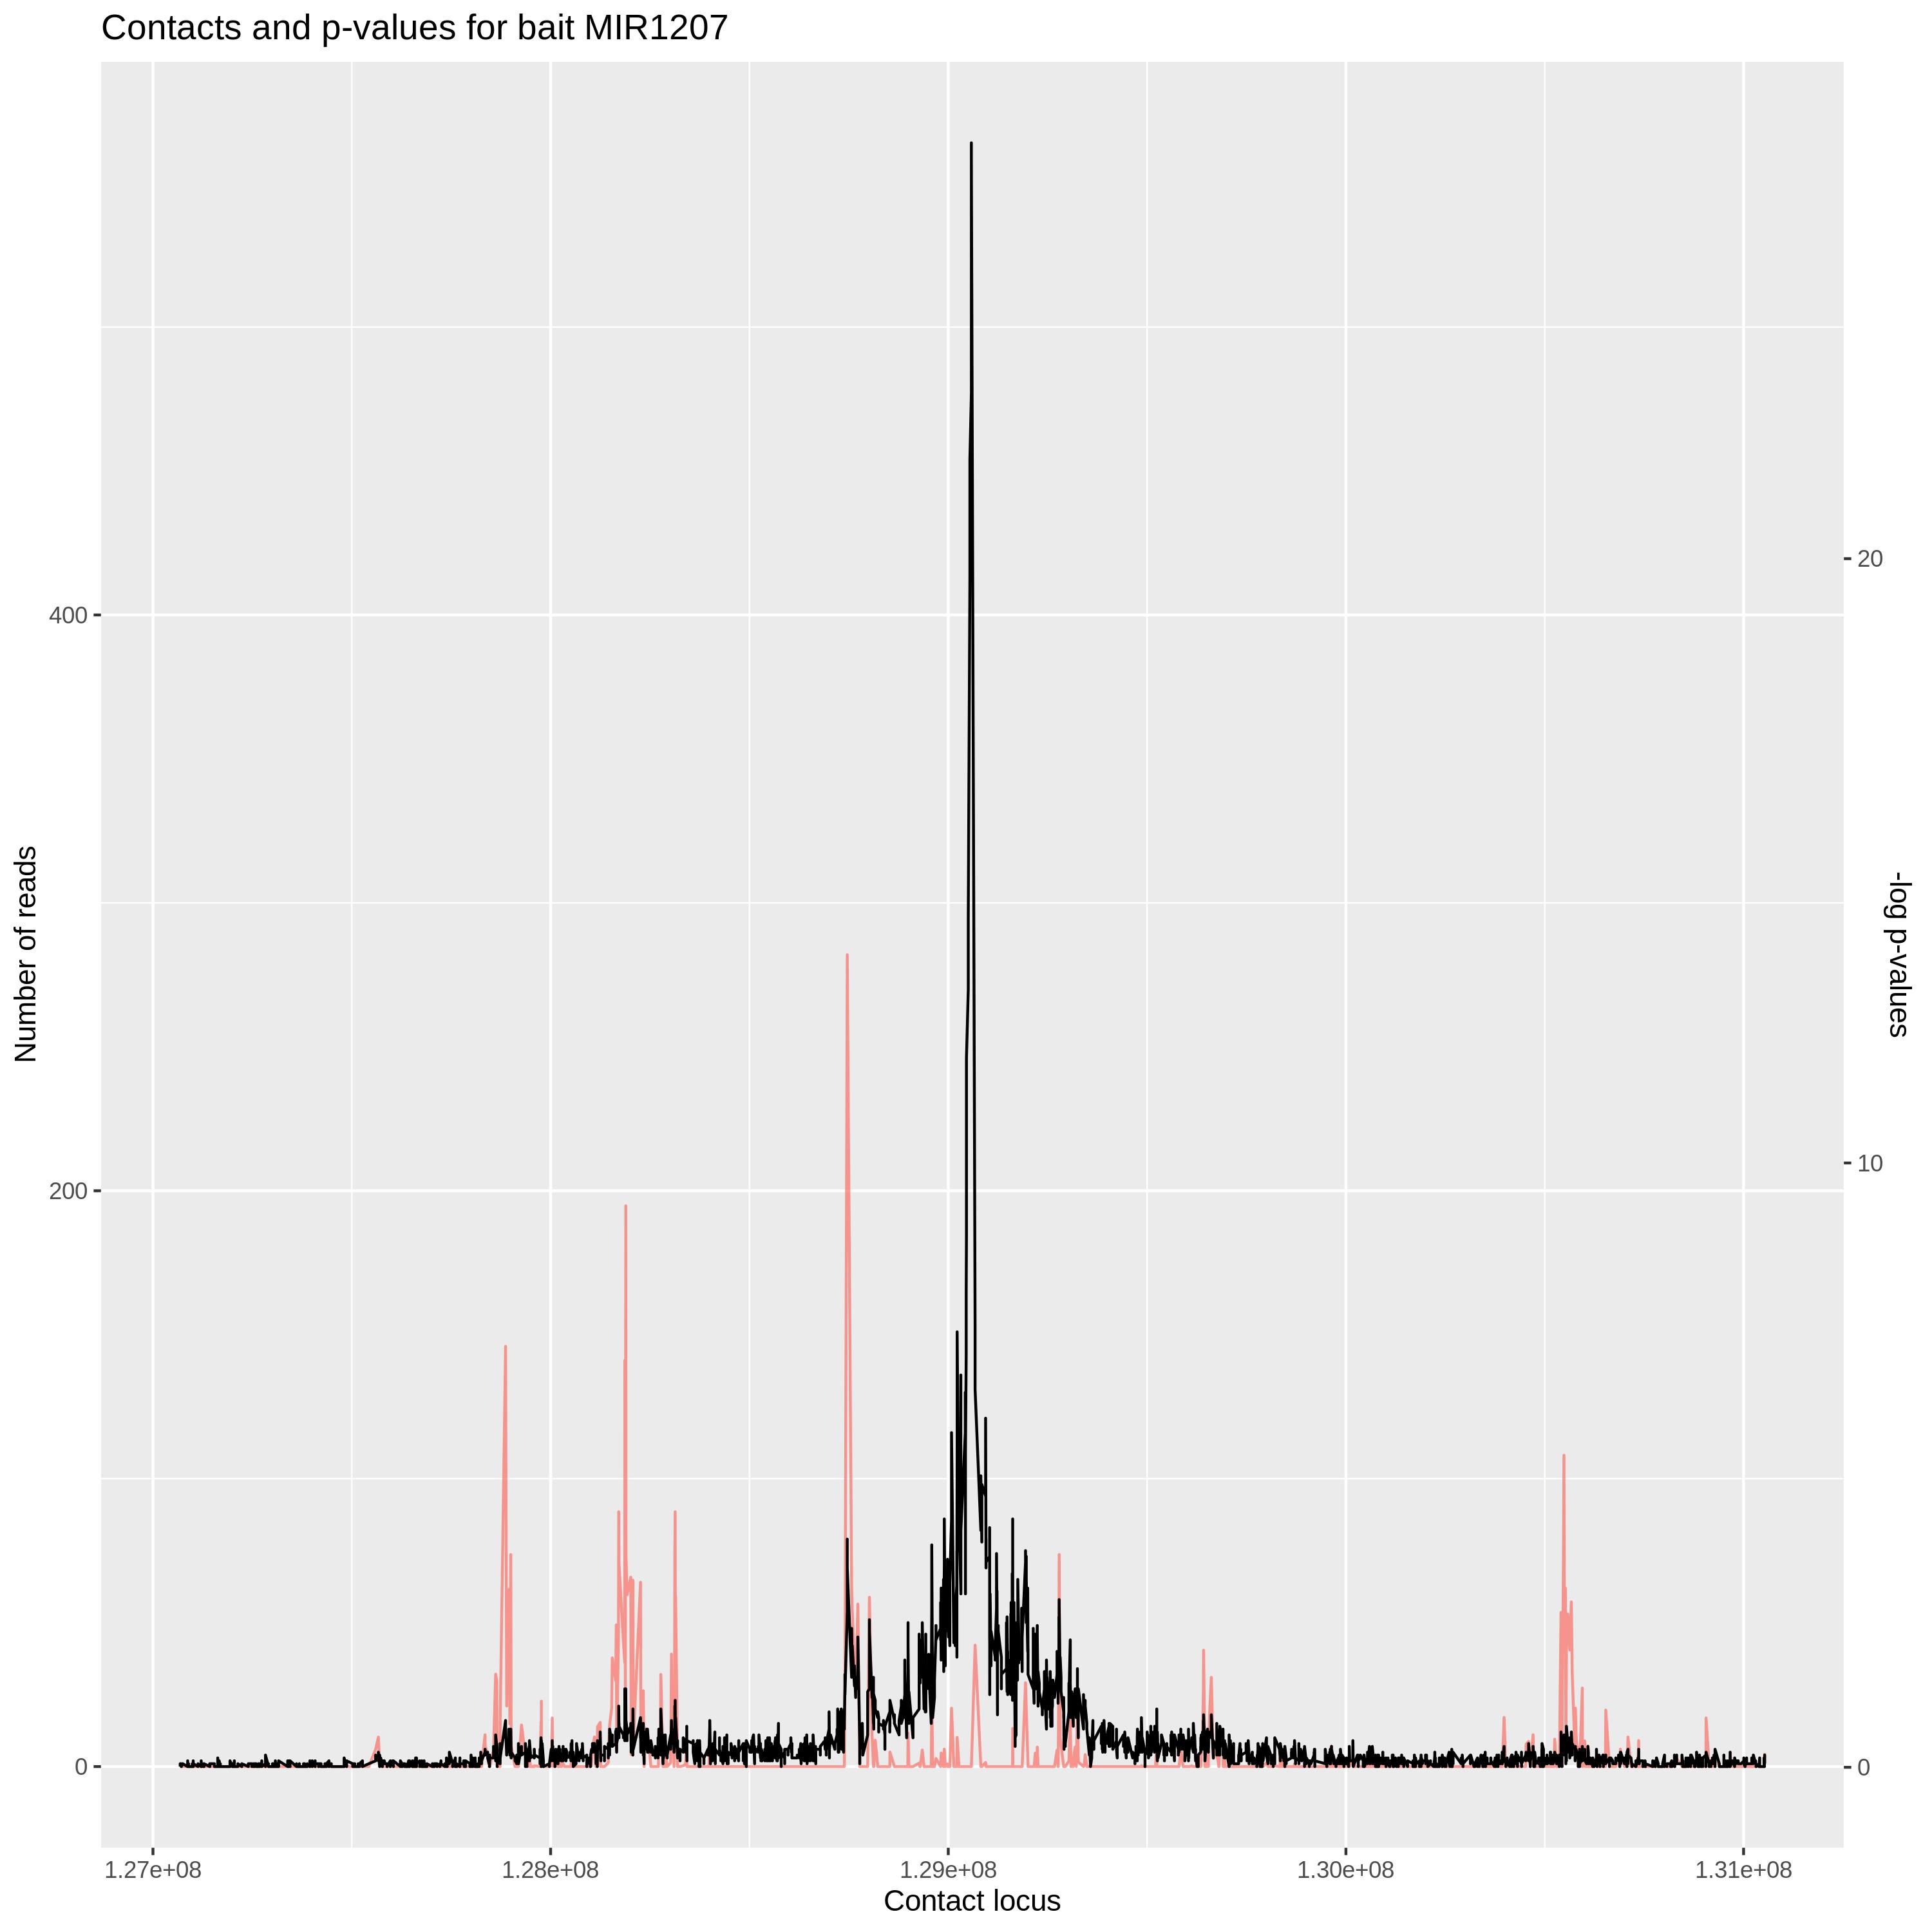 Contacts and p-values for bait MIR1207
Number of reads
400
200
0
20
10
0
-log p-values
1.27e+08
1.28e+08
1.29e+08
1.30e+08
1.31e+08
Contact locus